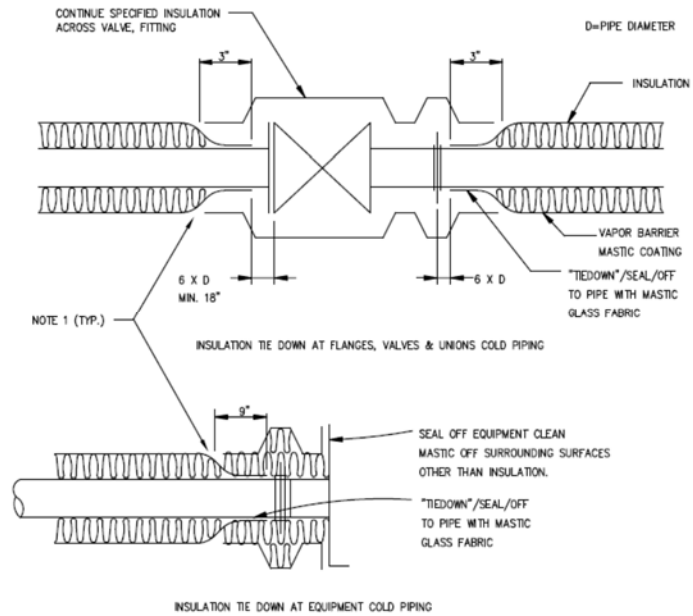 CONTINUE SPECIFIED INSULATION
ACROSS VALVE, FITTING
D=PIPE DIAMETER
3"
3"
INSULATION
VAPOR BARRIER
MASTIC COATING
6 X D
MIN. 18"
6 X D
"TIEDOWN"/SEAL/OFF
TO PIPE WITH MASTIC
GLASS FABRIC
NOTE 1 (TYP.)
INSULATION TIE DOWN AT FLANGES, VALVES & UNIONS COLD PIPING
9"
SEAL OFF EQUIPMENT CLEAN
MASTIC OFF SURROUNDING SURFACES
OTHER THAN INSULATION.
"TIEDOWN"/SEAL/OFF
TO PIPE WITH MASTIC
GLASS FABRIC
INSULATION TIE DOWN AT EQUIPMENT COLD PIPING